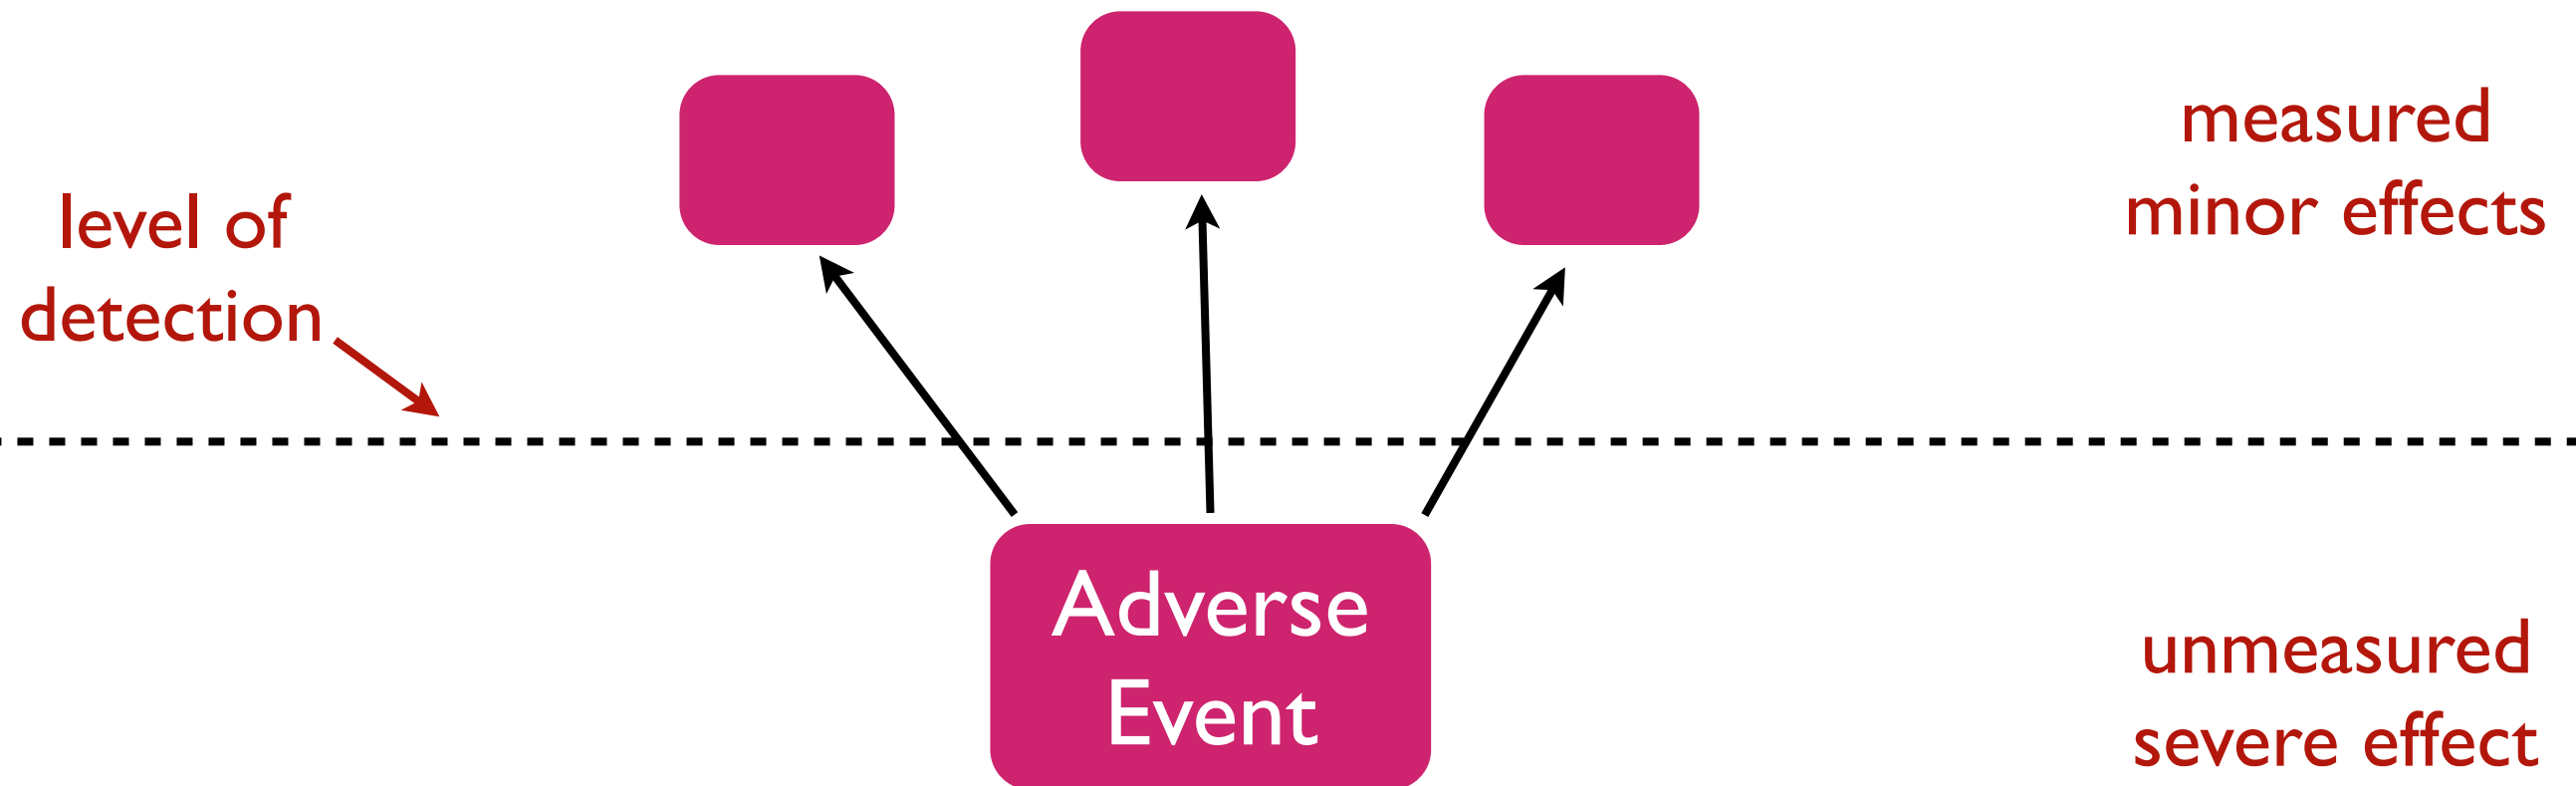 measured
minor effects
level of
detection
Adverse
Event
unmeasured
severe effect